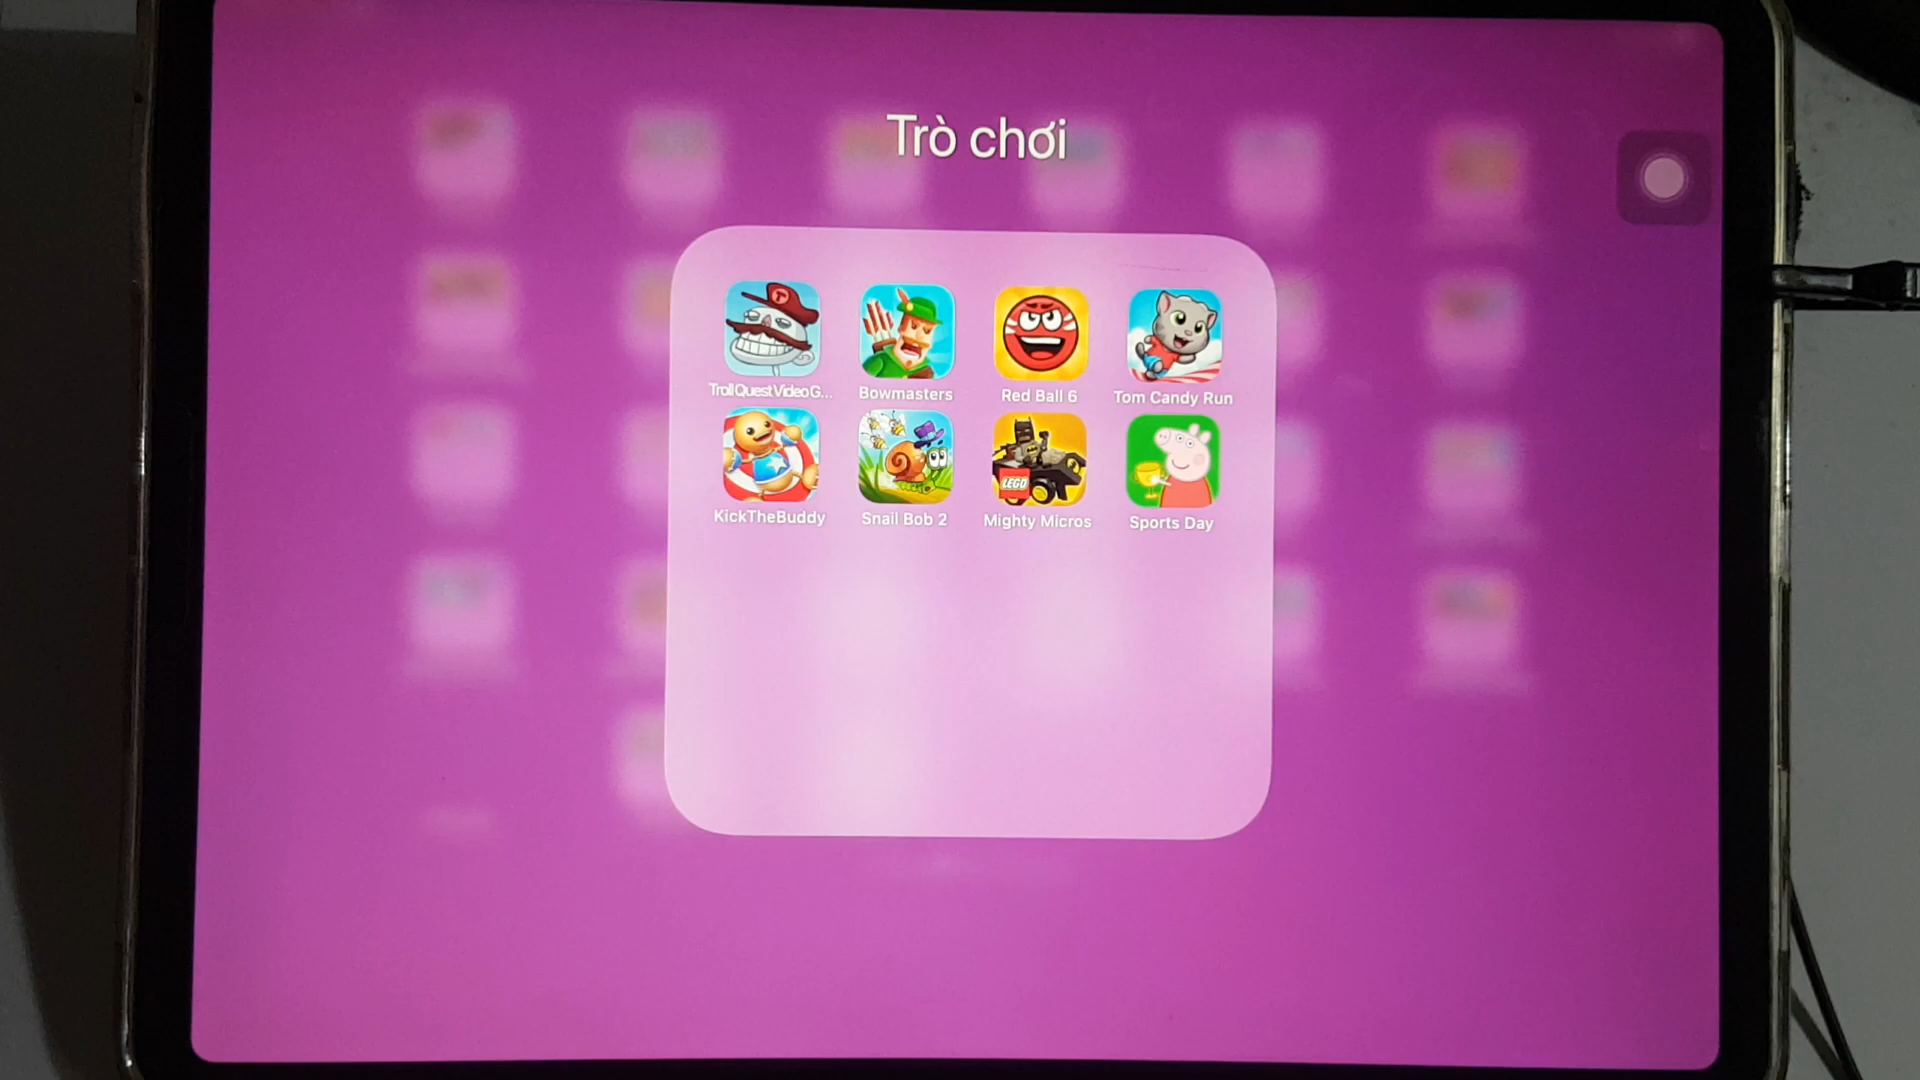 Trò chơi
TrollQuestVideoG...
Bowmasters
Red Ball 6
Tom Candy Run
T
LEGO
KickTheBuddy
Snail Bob 2
Mighty Micros
Sports Day